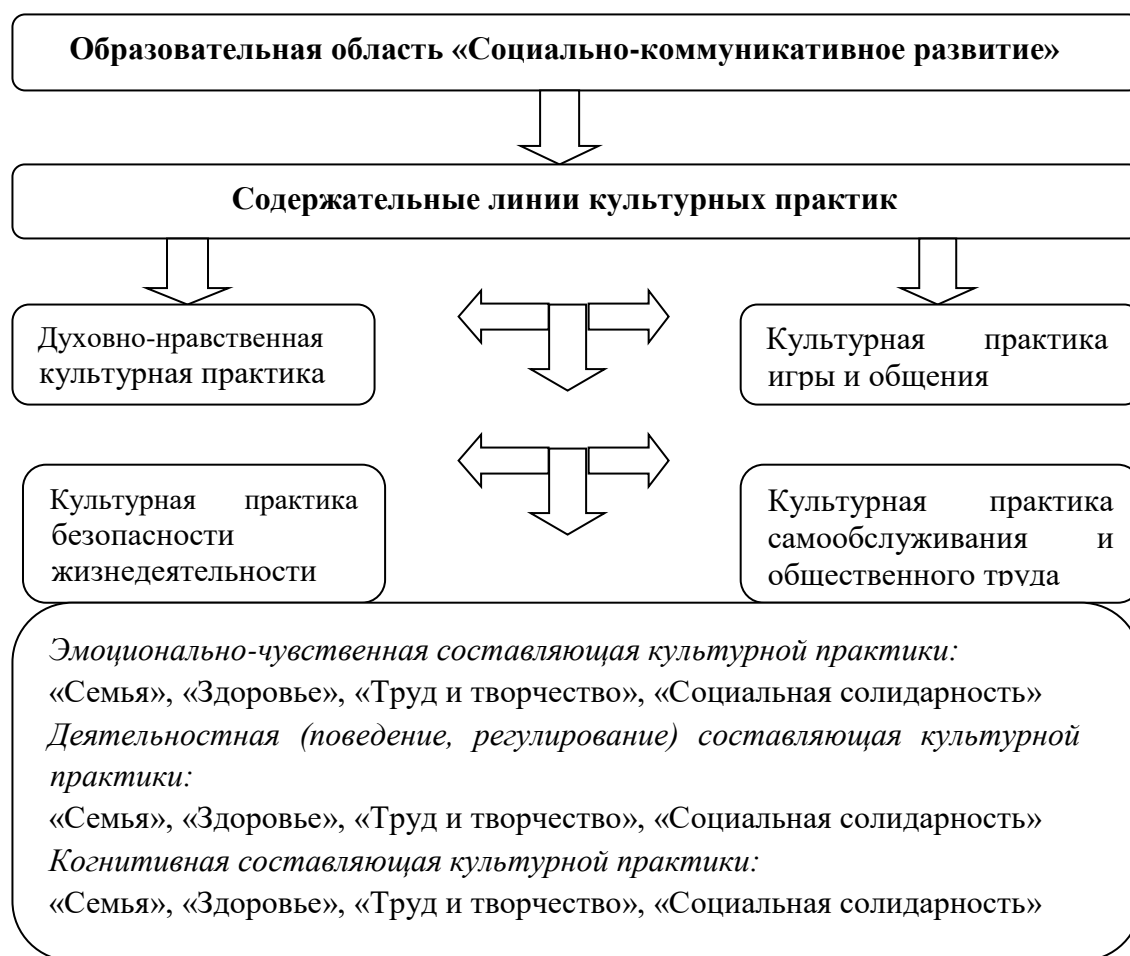 Образовательная область «Социально-коммуникативное развитие»
Содержательные линии культурных практик
Духовно-нравственная
культурная практика
Культурная практика
игры и общения
Культурная практика
безопасности
жизнедеятельности
Культурная практика
самообслуживания и
общественного труда
Эмоционально-чувственная составляющая культурной практики:
«Семья», «Здоровье», «Труд и творчество», «Социальная солидарность»
Деятельностная (поведение, регулирование) составляющая культурной
практики:
«Семья», «Здоровье», «Труд и творчество», «Социальная солидарность»
Когнитивная составляющая культурной практики:
«Семья», «Здоровье», «Труд и творчество», «Социальная солидарность»